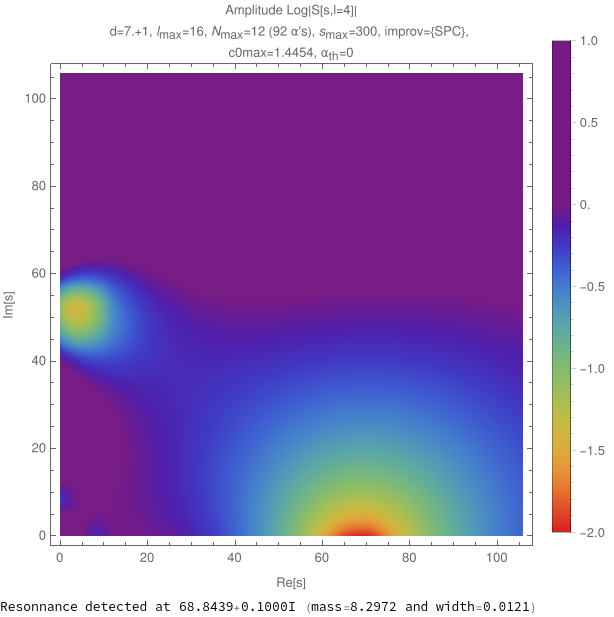 Amplitude Log|S[s,l=4]|
d=7.+1, lmax=16, Nmax=12 (92 α's), smax=300, improv={SPC},
c0max=1.4454, αth=0
1.0
0.5
0.
-0.5
-1.0
-1.5
-2.0
100
80
60
40
20
0
Im[s]
0 20 40 60 80 100
Re[s]
Resonnance detected at 68.8439+0.1000I (mass=8.2972 and width=0.0121)